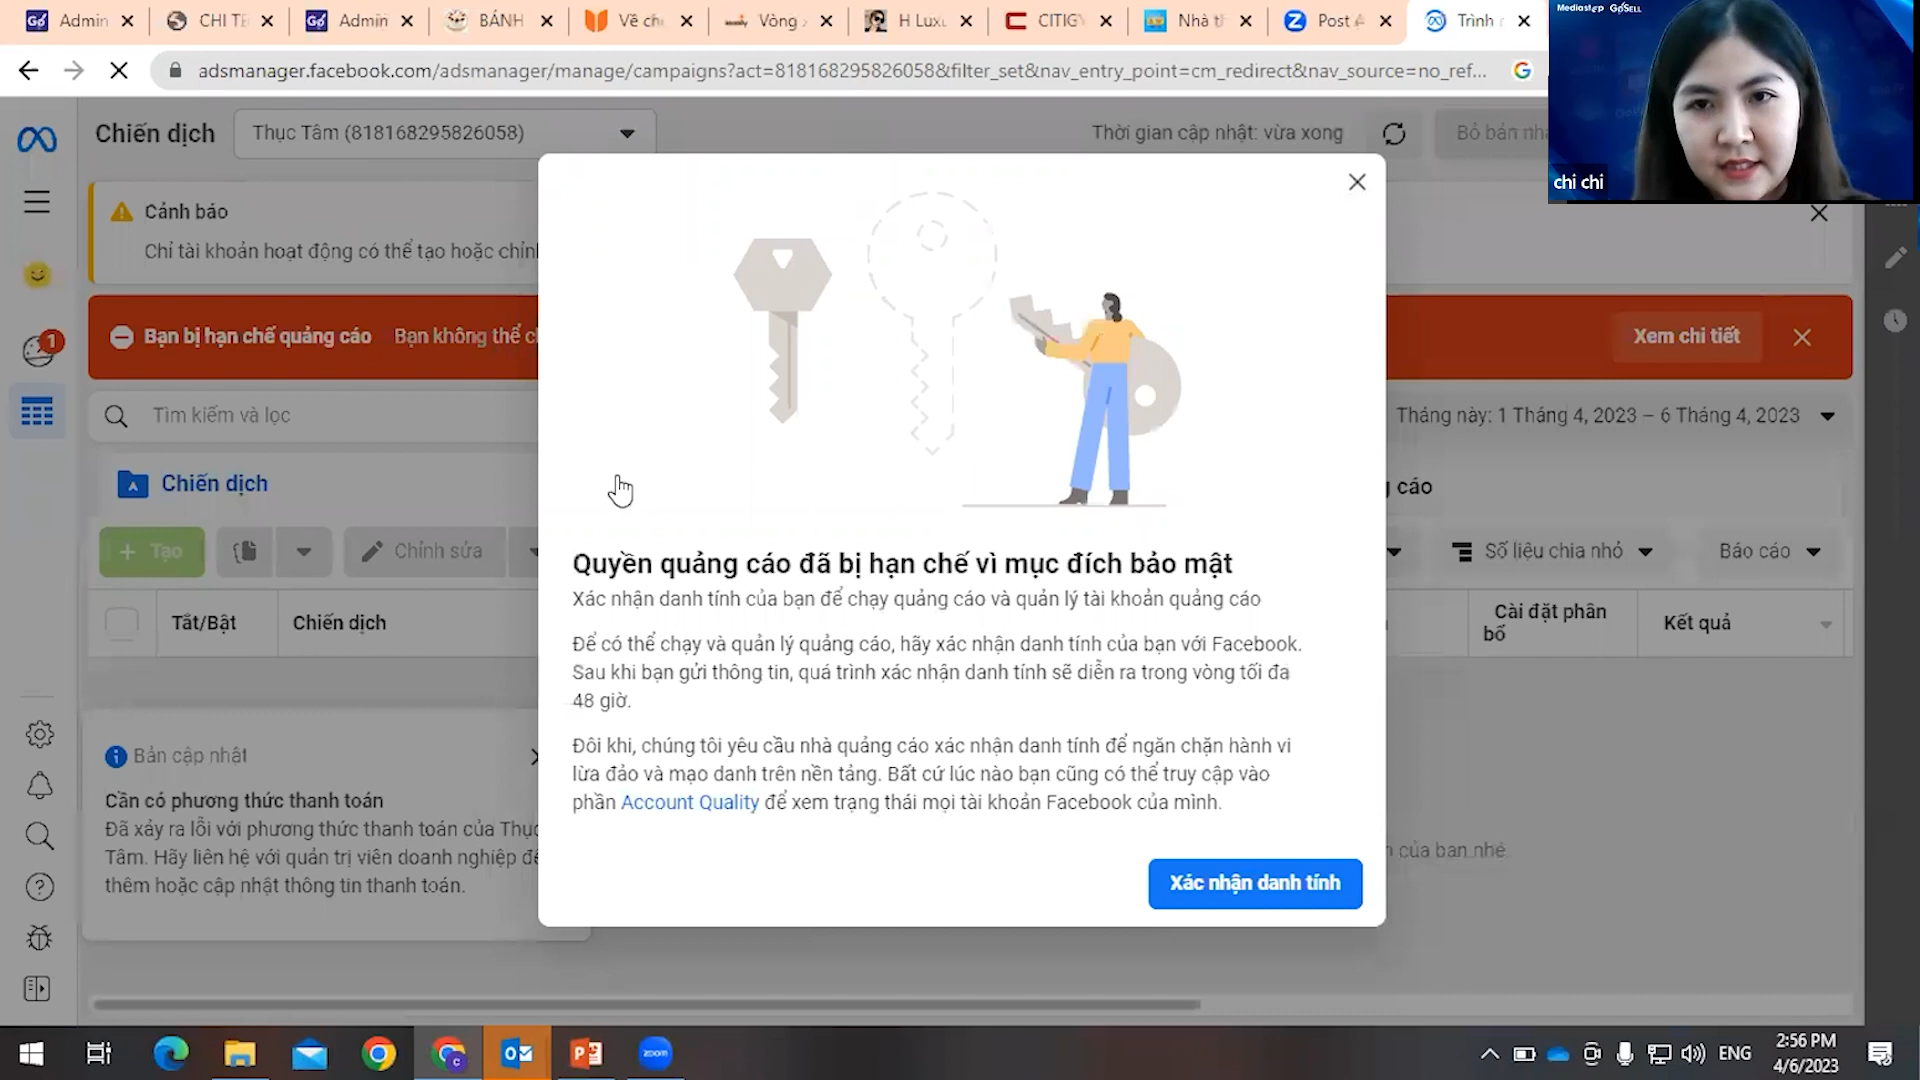 Admin
CHI TẾ
Admin
BÁNH
Về ch
Vòng
H Luxu
CITIGY
Nhà th
Post A
Trình
adsmanager.facebook.com/adsmanager/manage/campaigns?act=818168295826058&filter_set&nav_entry_point=cm_redirect&nav_source=no_ref...
Mediastep GoSELL
chi chi
Chiến dịch
Thục Tâm (818168295826058)
Thời gian cập nhật: vừa xong
Bỏ bản nh
Cảnh báo
Chỉ tài khoản hoạt động có thể tạo hoặc chỉnh
Bạn bị hạn chế quảng cáo
Bạn không thể
Xem chi tiết
1
Tìm kiếm và lọc
Tháng này: 1 Tháng 4, 2023 – 6 Tháng 4, 2023
Chiến dịch
cáo
+ Tạo
Chỉnh sửa
Số liệu chia nhỏ
Báo cáo
Tắt/Bật
Chiến dịch
Cài đặt phân
bổ
Kết quả
Quyền quảng cáo đã bị hạn chế vì mục đích bảo mật
Xác nhận danh tính của bạn để chạy quảng cáo và quản lý tài khoản quảng cáo
Để có thể chạy và quản lý quảng cáo, hãy xác nhận danh tính của bạn với Facebook.
Sau khi bạn gửi thông tin, quá trình xác nhận danh tính sẽ diễn ra trong vòng tối đa
48 giờ.
Đôi khi, chúng tôi yêu cầu nhà quảng cáo xác nhận danh tính để ngăn chặn hành vi
lừa đảo và mạo danh trên nền tảng. Bất cứ lúc nào bạn cũng có thể truy cập vào
phần Account Quality để xem trạng thái mọi tài khoản Facebook của mình.
Xác nhận danh tính
Bản cập nhật
Cần có phương thức thanh toán
Đã xảy ra lỗi với phương thức thanh toán của Thục
Tâm. Hãy liên hệ với quản trị viên doanh nghiệp để
thêm hoặc cập nhật thông tin thanh toán.
của bạn nhé.
zoom
ENG
2:56 PM
4/6/2023